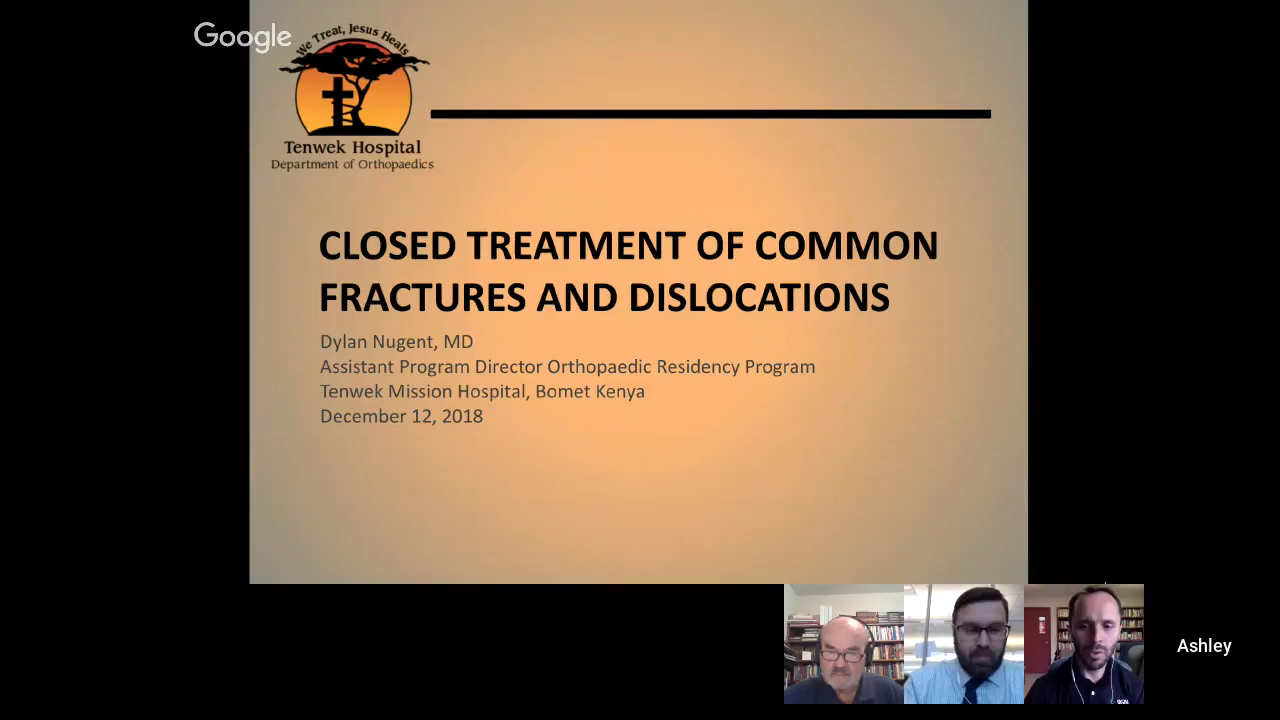 Google
We Treat, Jesus Heals
Tenwek Hospital
Department of Orthopaedics
CLOSED TREATMENT OF COMMON
FRACTURES AND DISLOCATIONS
Dylan Nugent, MD
Assistant Program Director Orthopaedic Residency Program
Tenwek Mission Hospital, Bomet Kenya
December 12, 2018
Ashley